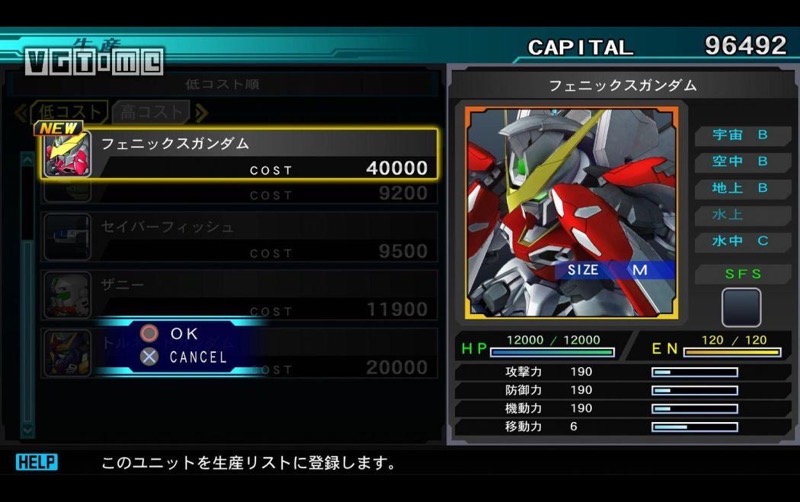 生産
VGTIME
CAPITAL 96492
低コスト順
低コスト 高コスト
NEW
フェニックスガンダム
COST 40000
COST 9200
セイバーフィッシュ
COST 9500
ザニー
COST 11900
COST 20000
OK
CANCEL
フェニックスガンダム
SIZE M
宇宙 B
空中 B
地上 B
水上
水中 C
SFS
HP 12000 / 12000
EN 120 / 120
攻撃力 190
防御力 190
機動力 190
移動力 6
HELP このユニットを生産リストに登録します。